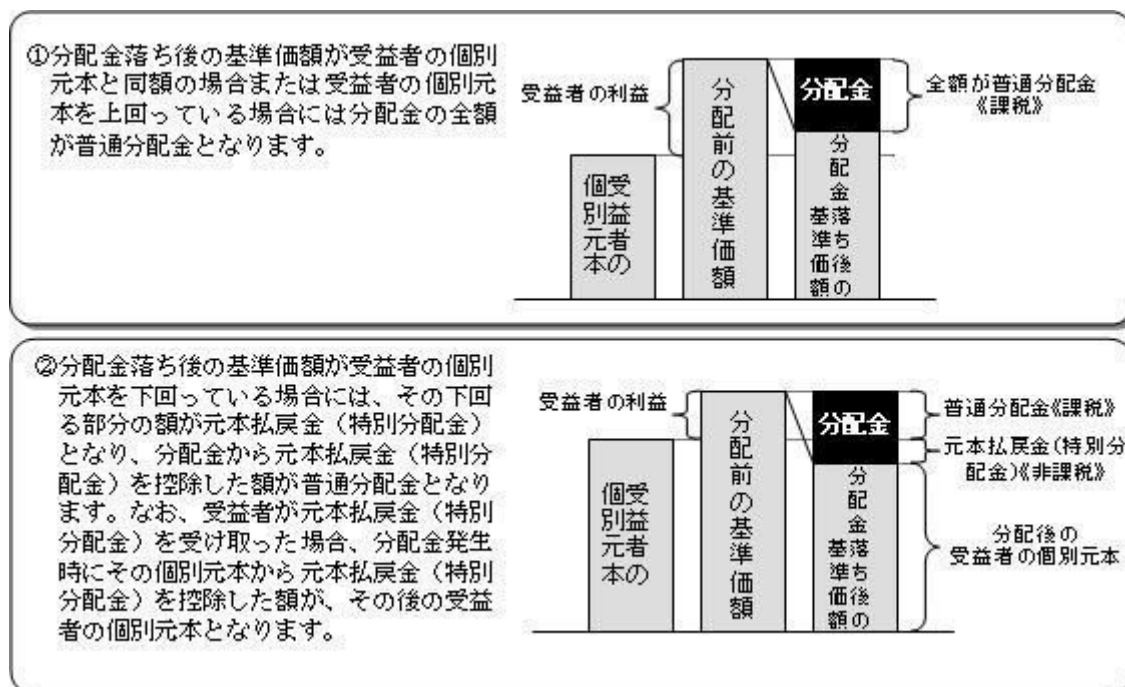 ①分配金落ち後の基準価額が受益者の個別
元本と同額の場合または受益者の個別元
本を上回っている場合には分配金の全額
が普通分配金となります。
受益者の利益
受益者の
個別元本
分配前の基準価額
分配金
分配金落ち後の
基準価額
全額が普通分配金
《課税》
②分配金落ち後の基準価額が受益者の個別
元本を下回っている場合には、その下回
る部分の額が元本払戻金（特別分配金）
となり、分配金から元本払戻金（特別分
配金）を控除した額が普通分配金となり
ます。なお、受益者が元本払戻金（特別
分配金）を受け取った場合、分配金発生
時にその個別元本から元本払戻金（特別
分配金）を控除した額が、その後の受益
者の個別元本となります。
受益者の利益
受益者の
個別元本
分配前の基準価額
分配金
分配金落ち後の
基準価額
普通分配金《課税》
元本払戻金(特別分
配金)《非課税》
分配後の
受益者の個別元本